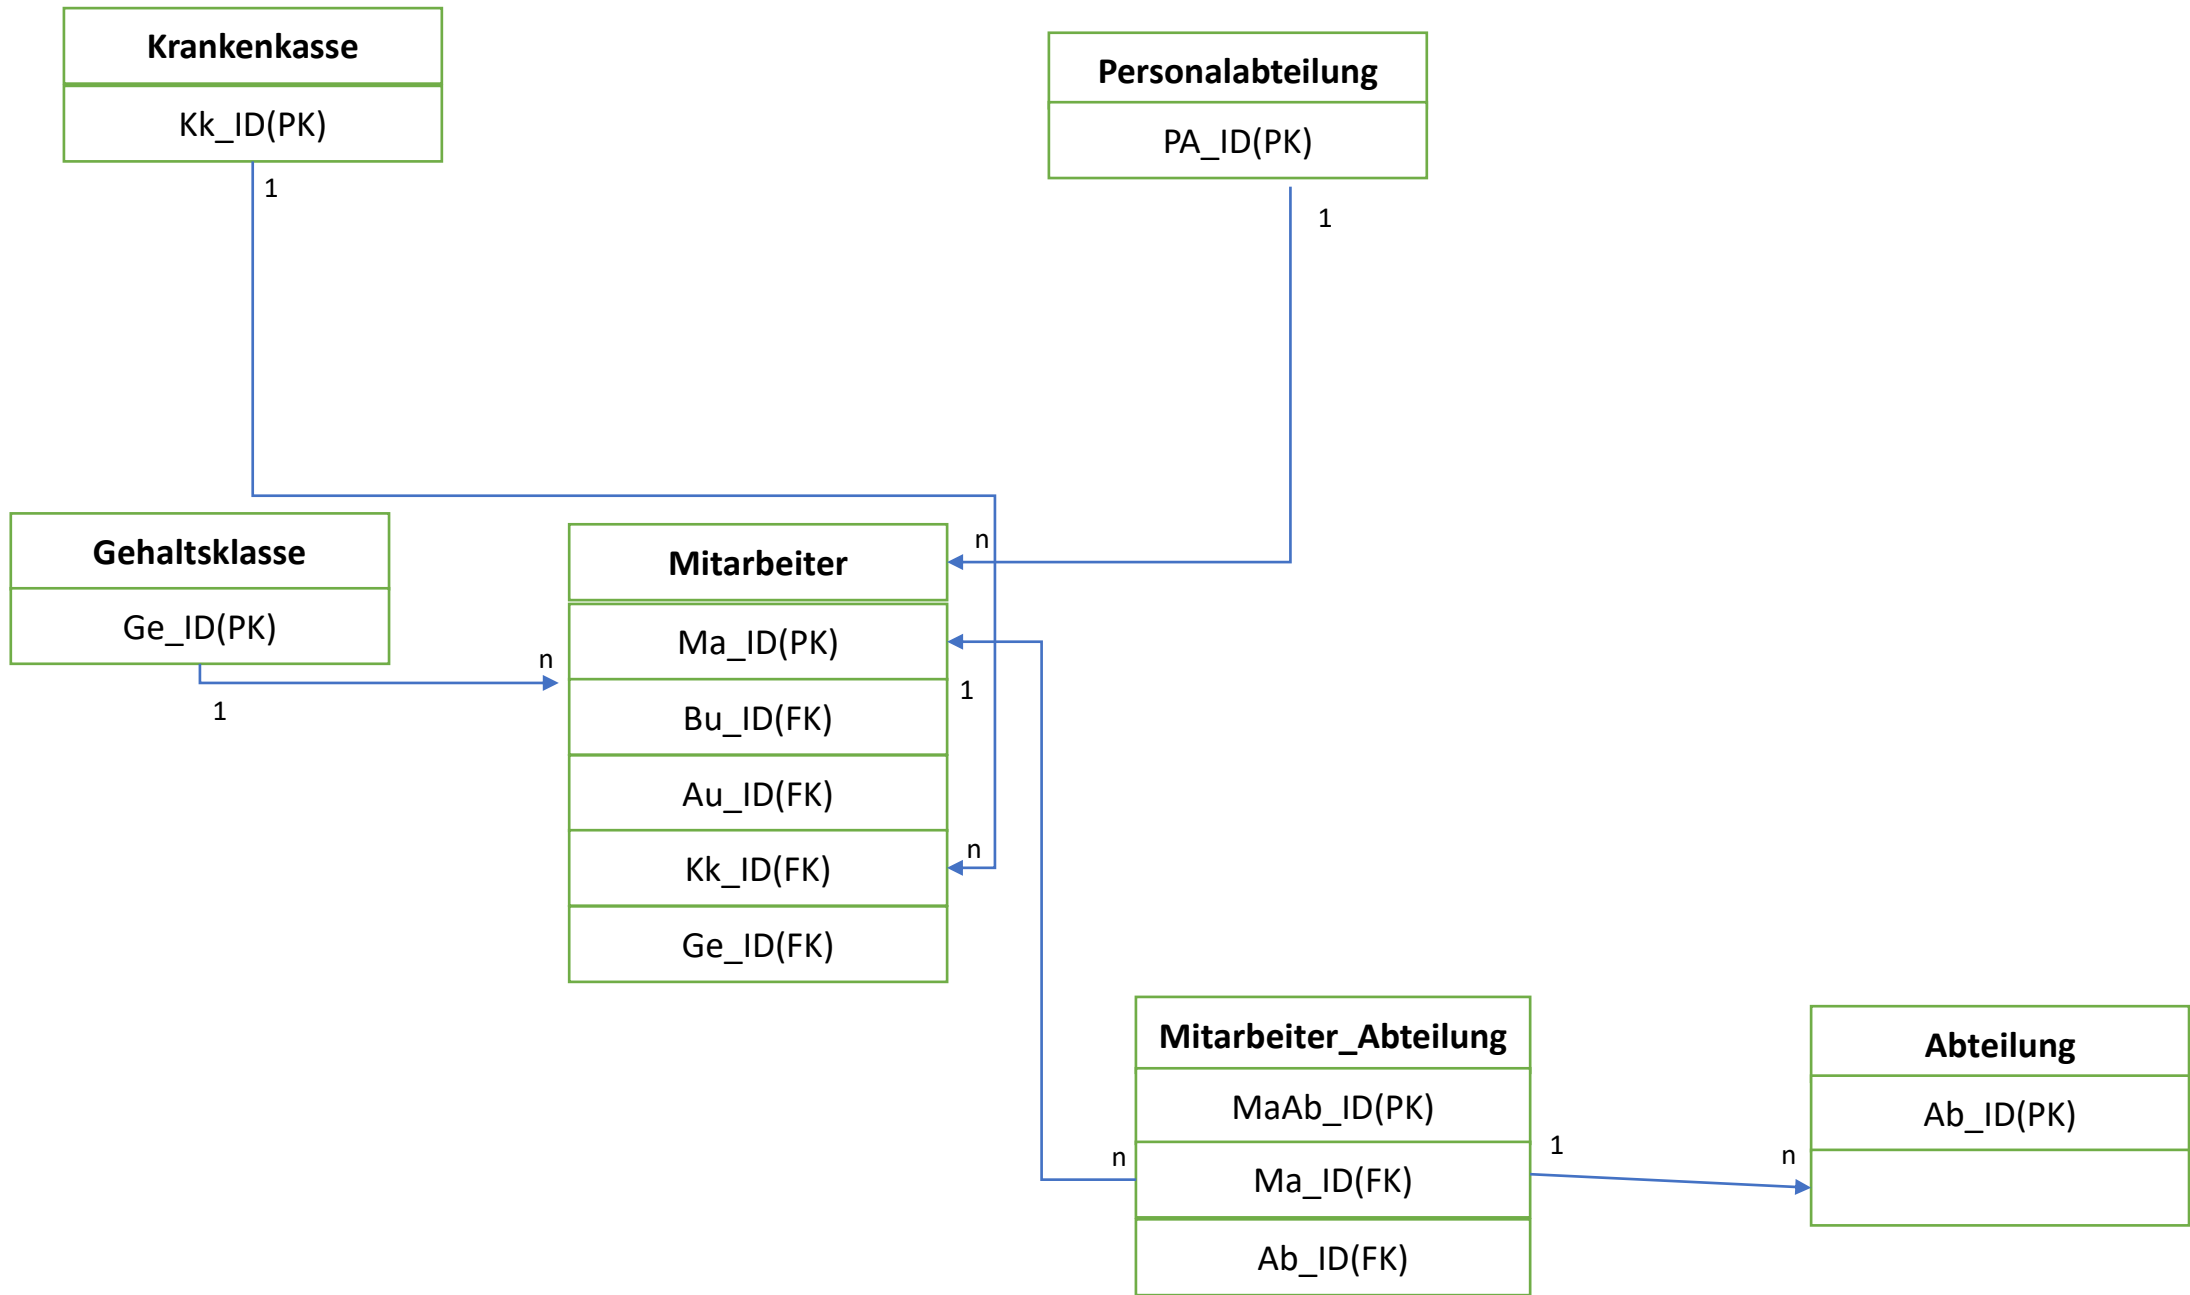 Krankenkasse
Kk_ID(PK)
1
Personalabteilung
PA_ID(PK)
1
Gehaltsklasse
Ge_ID(PK)
1
n
Mitarbeiter
n
Ma_ID(PK)
1
Bu_ID(FK)
Au_ID(FK)
Kk_ID(FK)
n
Ge_ID(FK)
Mitarbeiter_Abteilung
MaAb_ID(PK)
n
Ma_ID(FK)
1
Ab_ID(FK)
Abteilung
Ab_ID(PK)
n